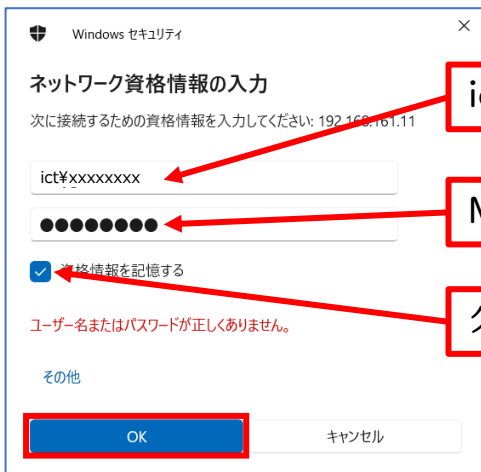 Windows セキュリティ
ネットワーク資格情報の入力
次に接続するための資格情報を入力してください: 192.168.161.11
ict¥xxxxxxxx
●●●●●●●●
資格情報を記憶する
ユーザー名またはパスワードが正しくありません。
その他
OK
キャンセル